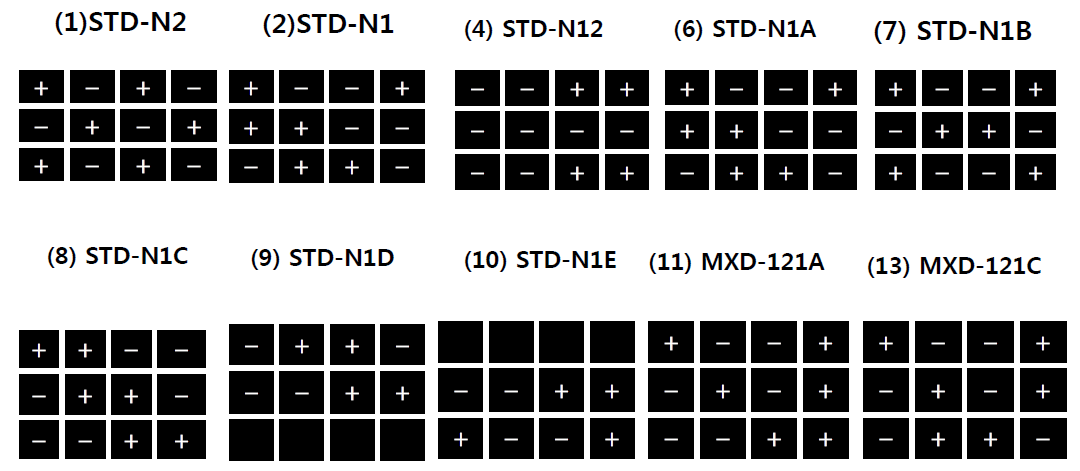 (1)STD-N2
+ − + −
− + − +
+ − + −
(2)STD-N1
+ − − +
+ + − −
− + + −
(4) STD-N12
− − + +
− − − −
− − + +
(6) STD-N1A
+ − − +
+ + − −
− + + −
(7) STD-N1B
+ − − +
− + + −
+ − − +
(8) STD-N1C
+ + − −
− + + −
− − + +
(9) STD-N1D
− + + −
− − + +
(10) STD-N1E
− − + +
+ − − +
(11) MXD-121A
+ − − +
− + − +
− − + +
(13) MXD-121C
+ − − +
− + − +
− + + −